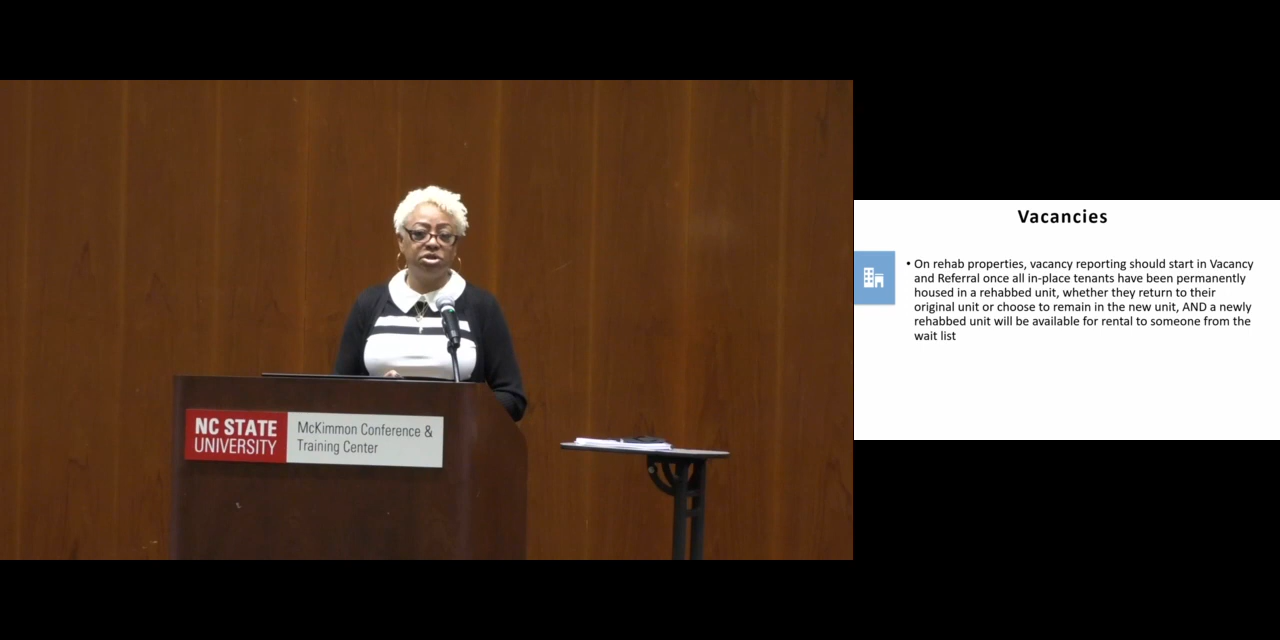 NC STATE
UNIVERSITY
McKimmon Conference &
Training Center
Vacancies
• On rehab properties, vacancy reporting should start in Vacancy
and Referral once all in-place tenants have been permanently
housed in a rehabbed unit, whether they return to their
original unit or choose to remain in the new unit, AND a newly
rehabbed unit will be available for rental to someone from the
wait list